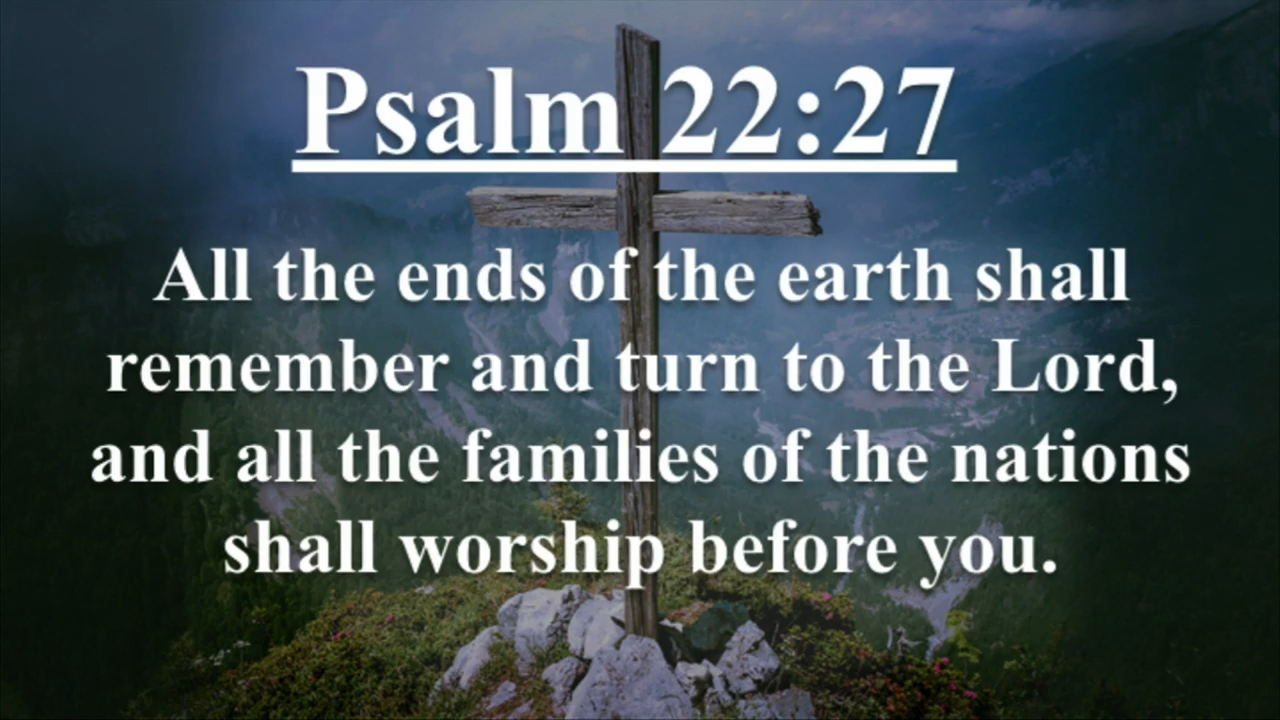 Psalm 22:27
All the ends of the earth shall
remember and turn to the Lord,
and all the families of the nations
shall worship before you.